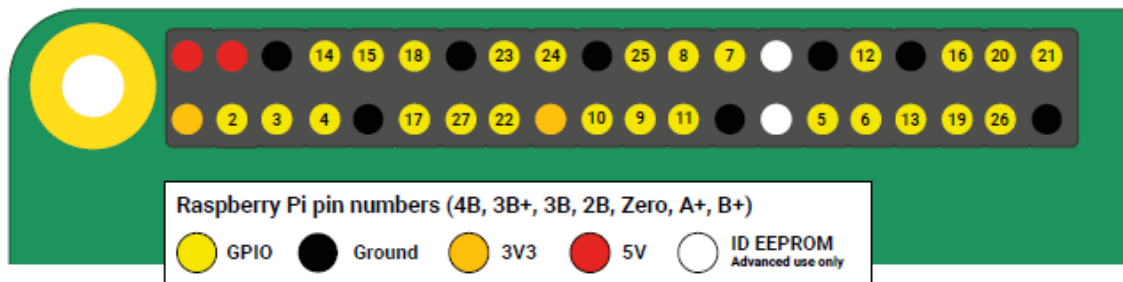 14 15 18 23 24 25 8 7 12 16 20 21
2 3 4 17 27 22 10 9 11 5 6 13 19 26
Raspberry Pi pin numbers (4B, 3B+, 3B, 2B, Zero, A+, B+)
GPIO Ground 3V3 5V ID EEPROM
Advanced use only